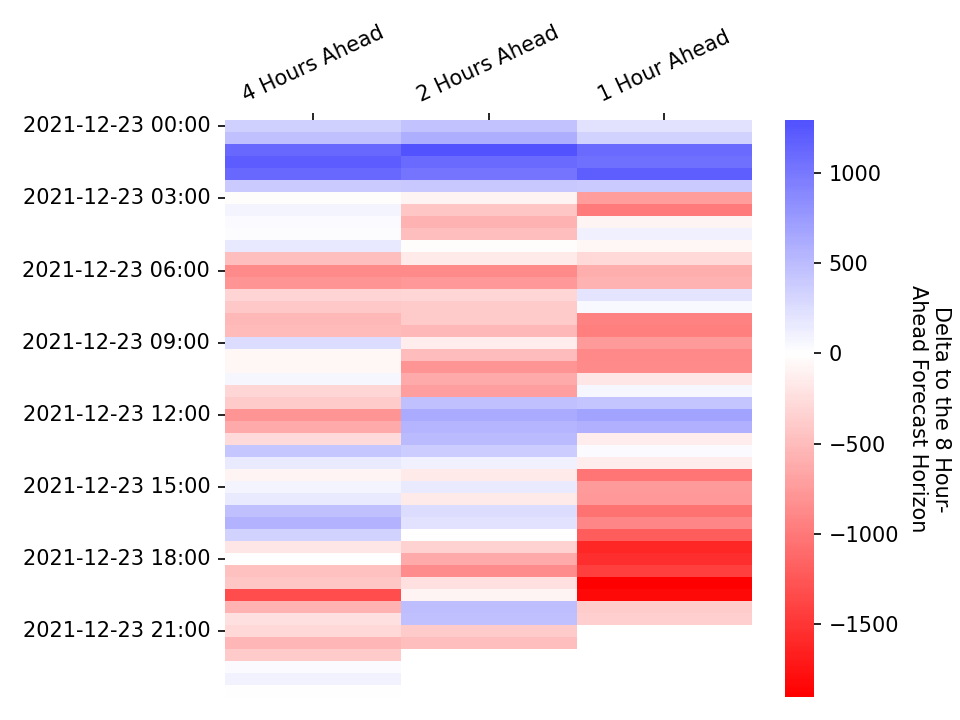 4 Hours Ahead
2 Hours Ahead
1 Hour Ahead
2021-12-23 00:00
2021-12-23 03:00
2021-12-23 06:00
2021-12-23 09:00
2021-12-23 12:00
2021-12-23 15:00
2021-12-23 18:00
2021-12-23 21:00
1000
500
0
−500
−1000
−1500
Delta to the 8 Hour-
Ahead Forecast Horizon